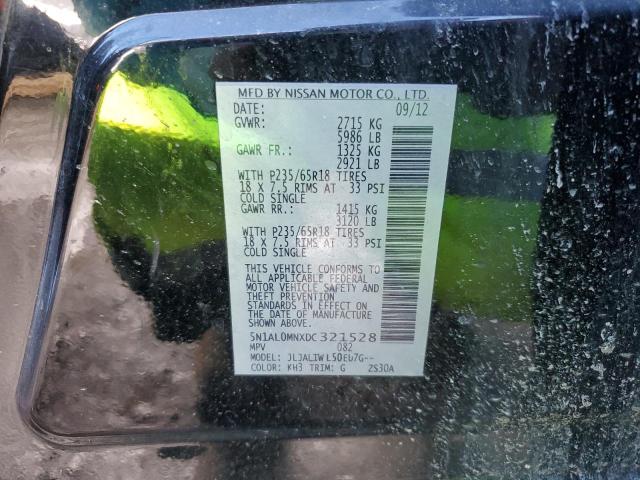 MFD BY NISSAN MOTOR CO., LTD.
DATE: 09/12
GVWR: 2715 KG
5986 LB
GAWR FR.: 1325 KG
2921 LB
WITH P235/65R18 TIRES
18 X 7.5 RIMS AT 33 PSI
COLD SINGLE
GAWR RR.: 1415 KG
3120 LB
WITH P235/65R18 TIRES
18 X 7.5 RIMS AT 33 PSI
COLD SINGLE
THIS VEHICLE CONFORMS TO
ALL APPLICABLE FEDERAL
MOTOR VEHICLE SAFETY AND
THEFT PREVENTION
STANDARDS IN EFFECT ON
THE DATE OF MANUFACTURE
SHOWN ABOVE.
5N1AL0MNXDC321528
MPV 082
MODEL:
COLOR: KH3 TRIM: G ZS30A